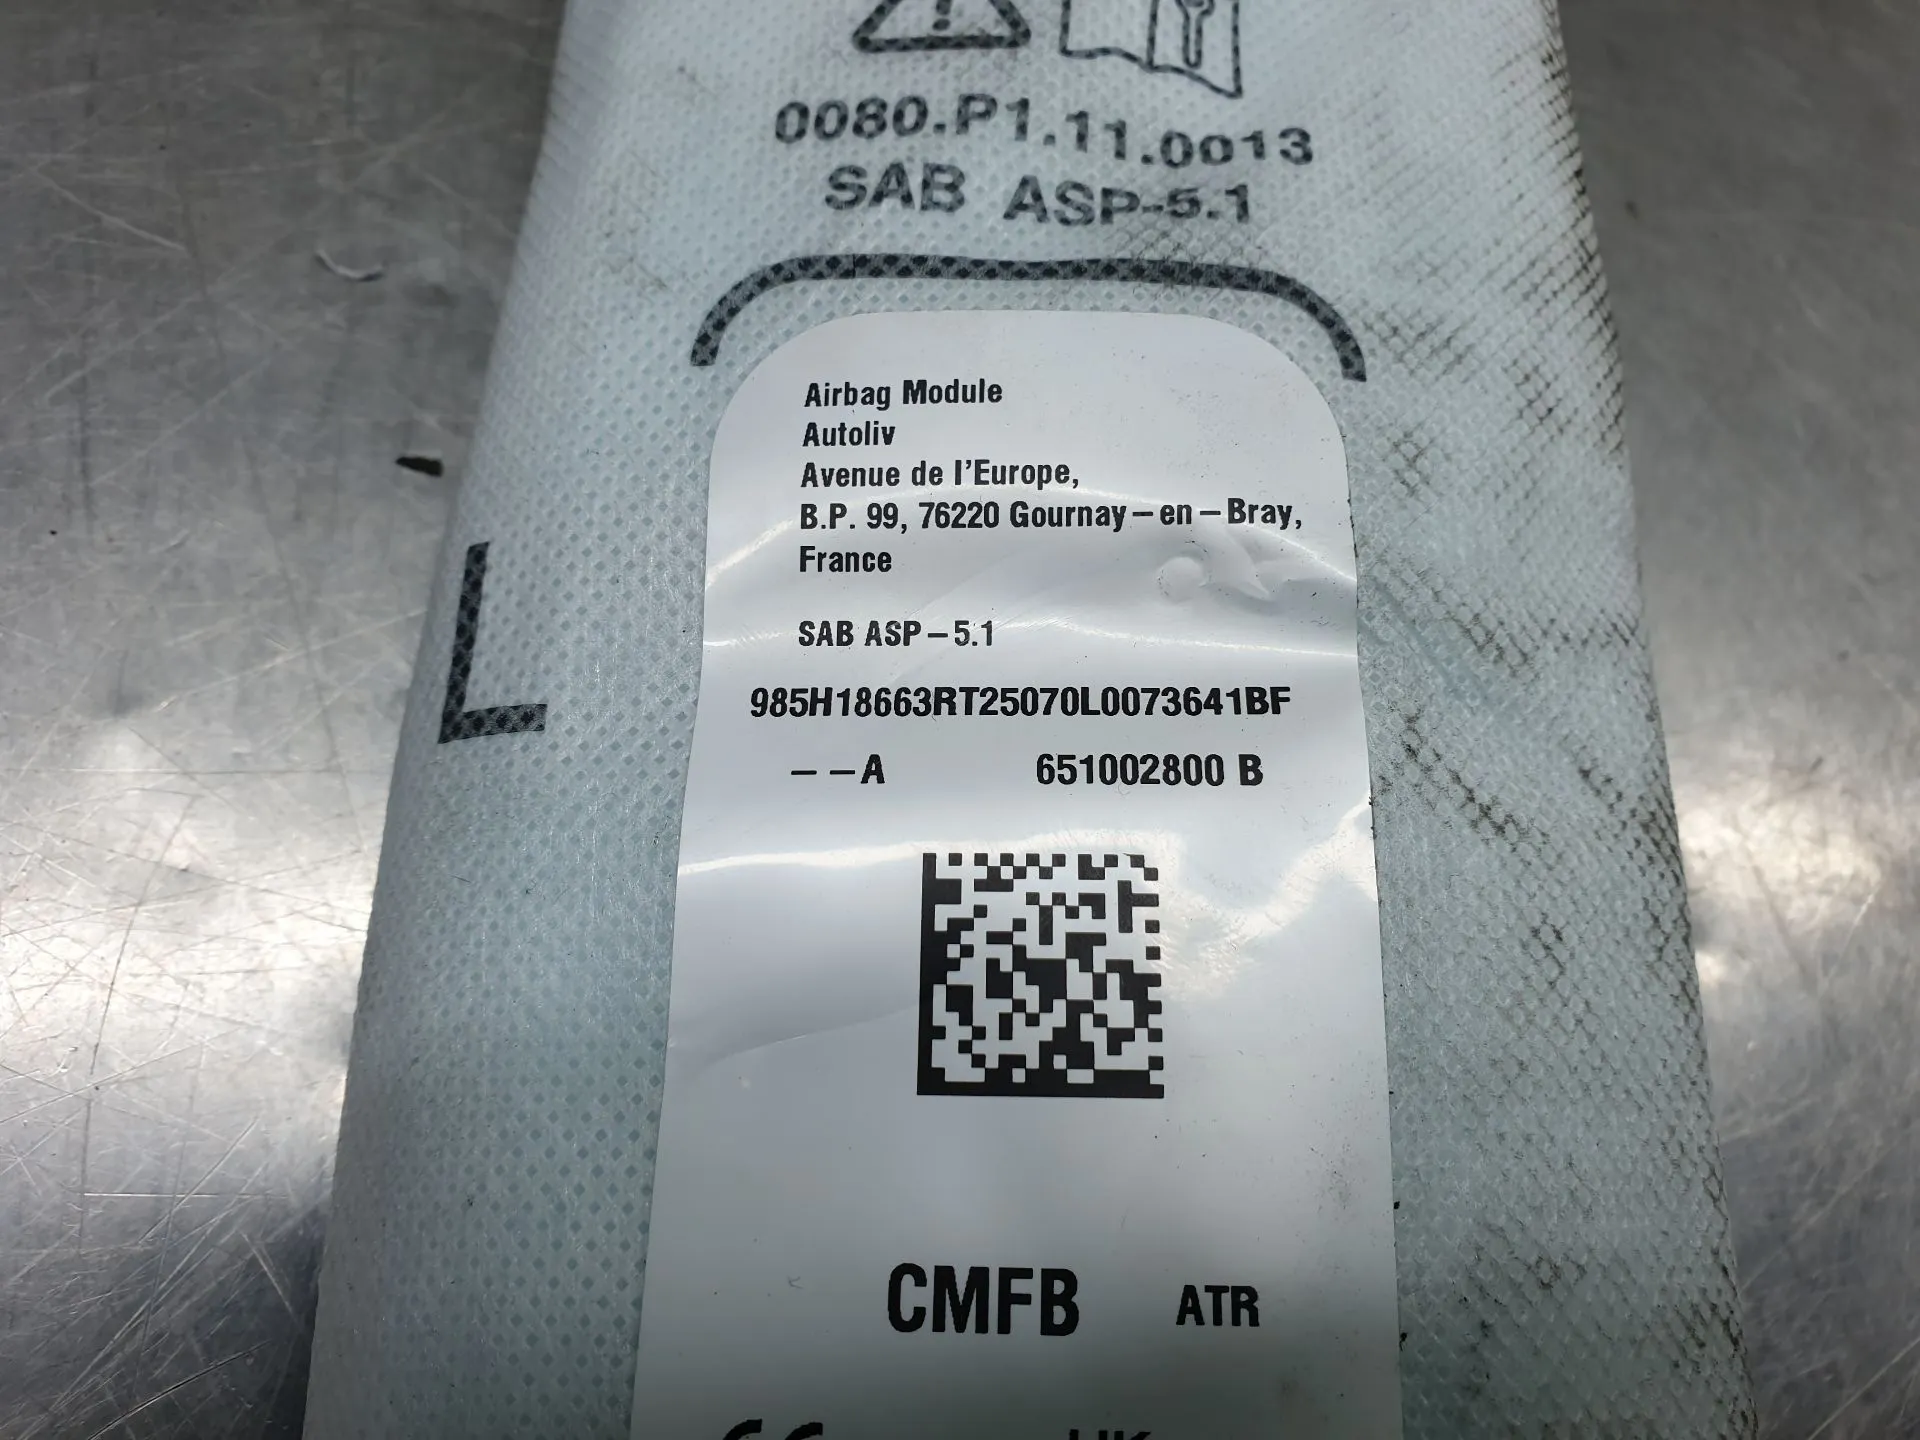 0080.P1.11.0013
SAB ASP-5.1
Airbag Module
Autoliv
Avenue de l'Europe,
B.P. 99, 76220 Gournay-en-Bray,
France
SAB ASP-5.1
L
985H18663RT25070L0073641BF
--A 651002800 B
CMFB ATR